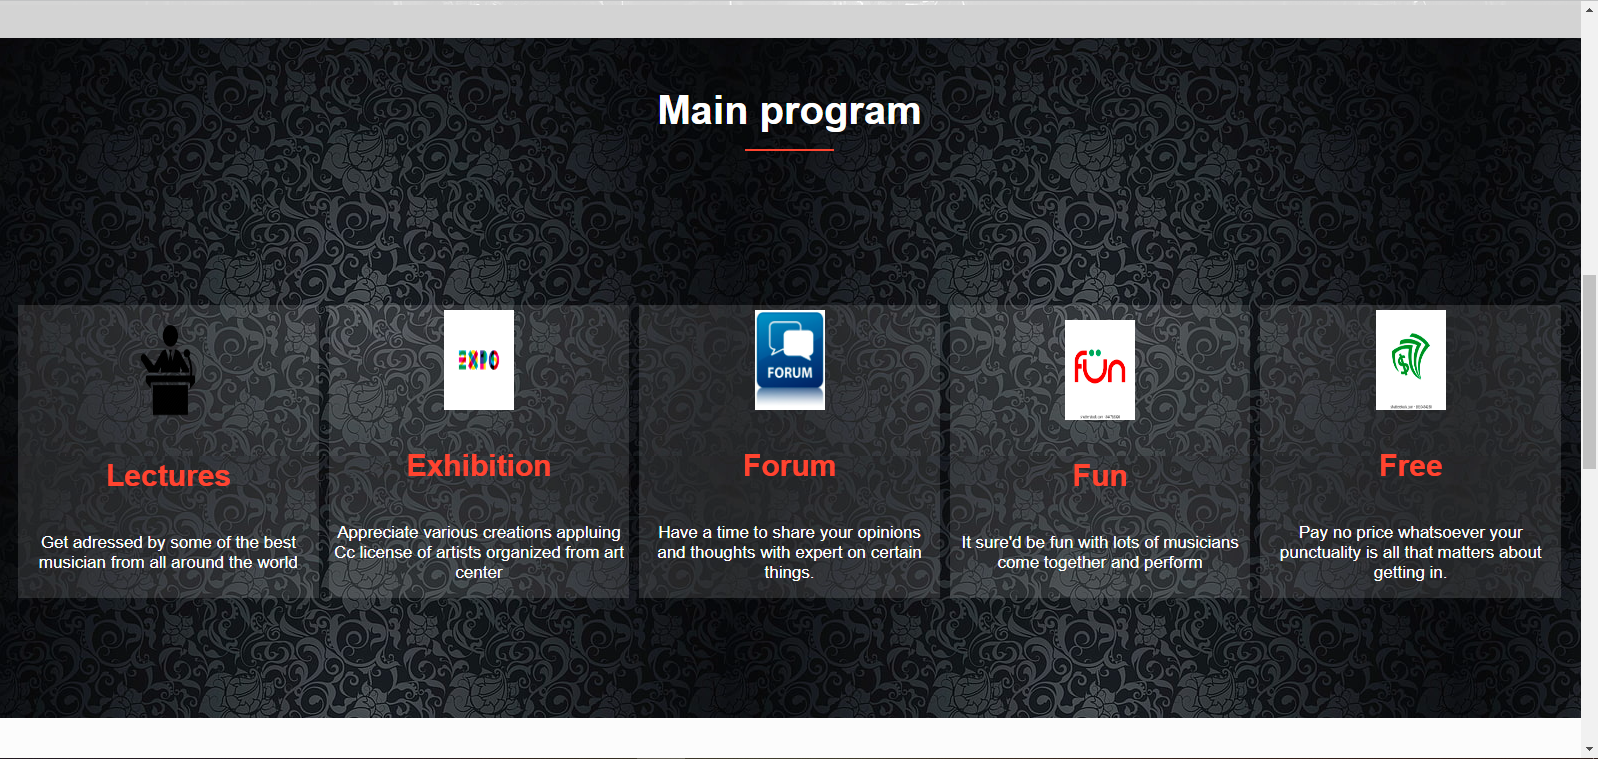 Main program
EXPO
FORUM
fün
$
Lectures
Exhibition
Forum
Fun
Free
Get adressed by some of the best
musician from all around the world
Appreciate various creations appluing
Cc license of artists organized from art
center
Have a time to share your opinions
and thoughts with expert on certain
things.
It sure'd be fun with lots of musicians
come together and perform
Pay no price whatsoever your
punctuality is all that matters about
getting in.